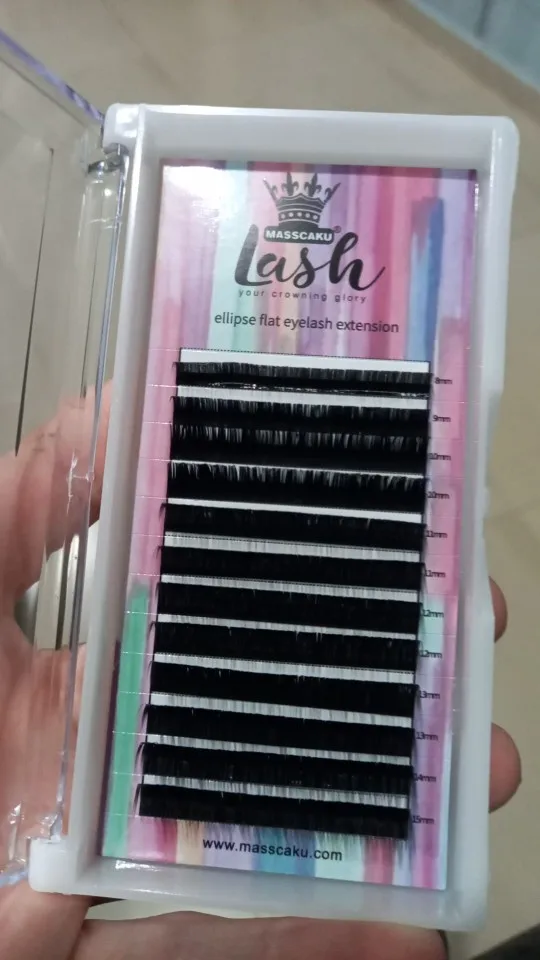 MASSCAKU®
Lash
your crowning glory
ellipse flat eyelash extension
8mm
9mm
10mm
10mm
11mm
11mm
12mm
12mm
13mm
13mm
14mm
15mm
www.masscaku.com